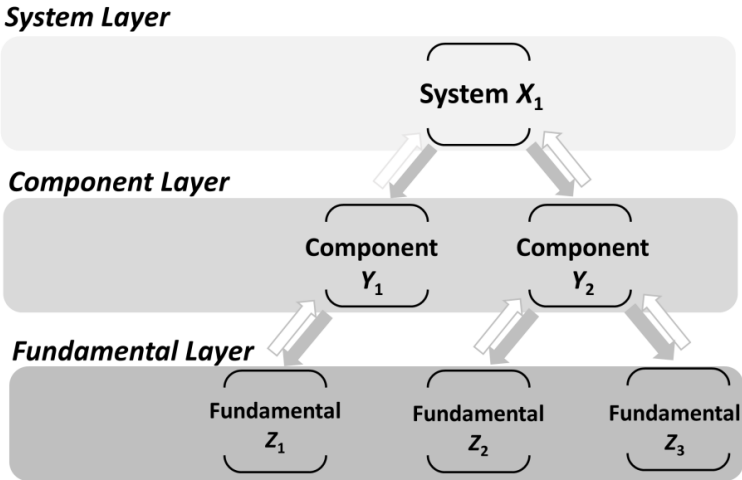 System Layer
System X₁
Component Layer
Component Component
Y₁ Y₂
Fundamental Layer
Fundamental Fundamental Fundamental
Z₁ Z₂ Z₃